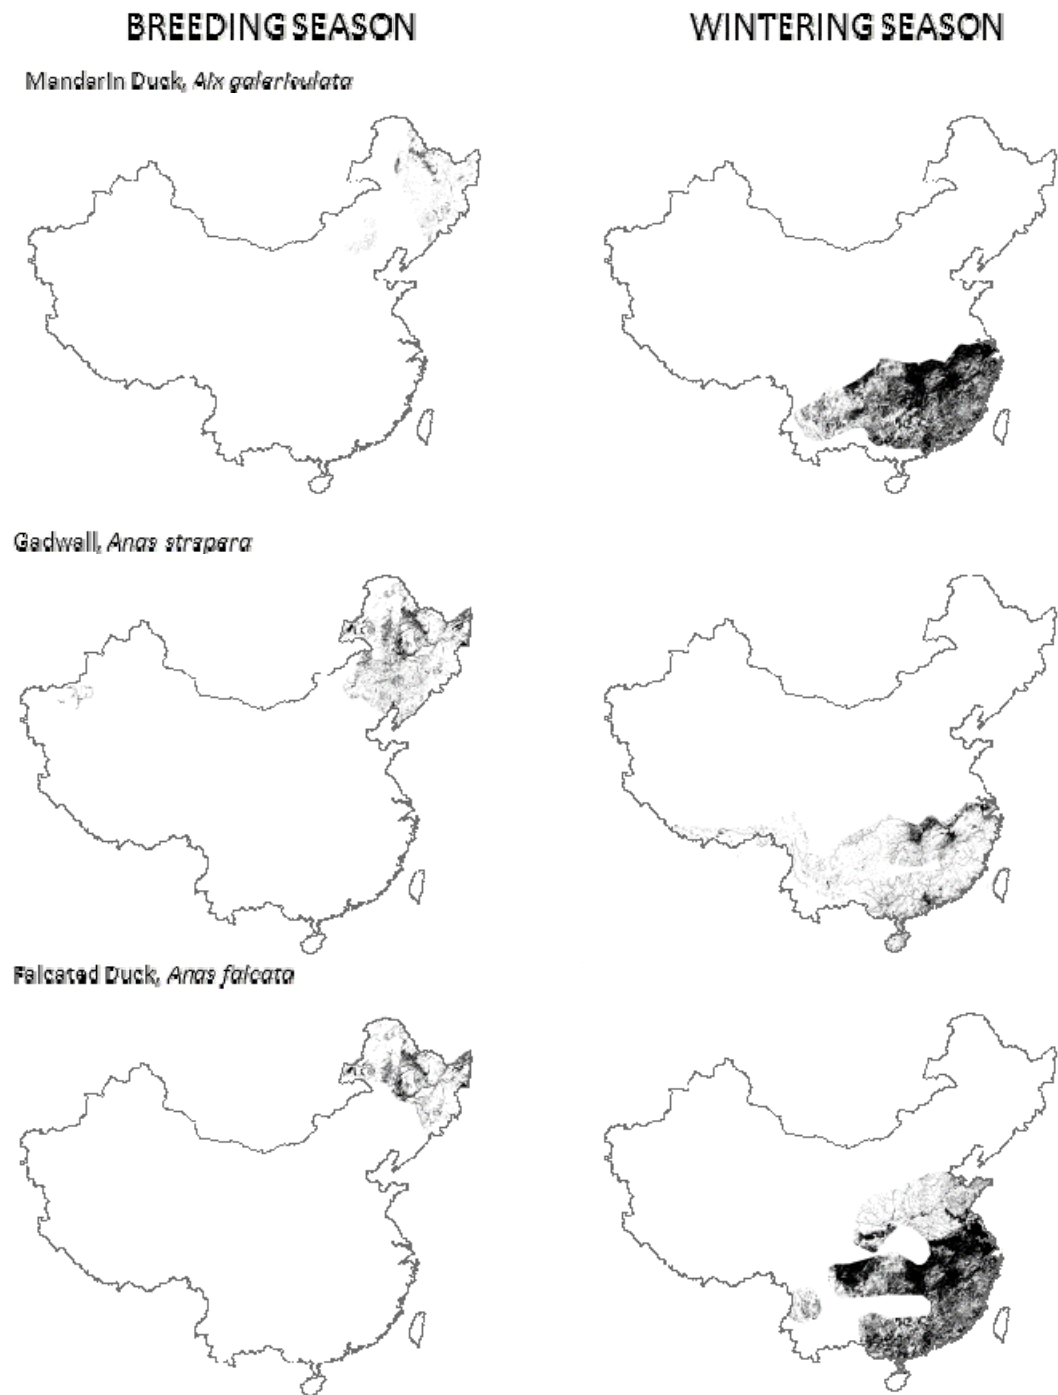 BREEDING SEASON
WINTERING SEASON
Mandarin Duck, Aix galericulata
Gadwall, Anas strepera
Falcated Duck, Anas falcata